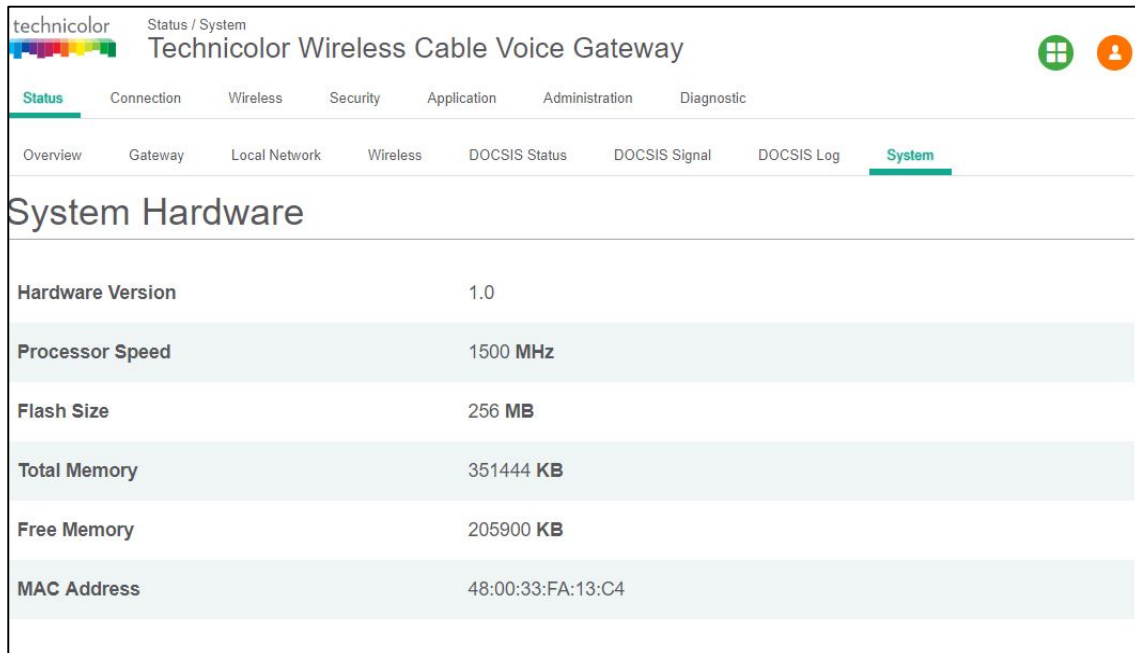 technicolor
Status / System
Technicolor Wireless Cable Voice Gateway
Status Connection Wireless Security Application Administration Diagnostic
Overview Gateway Local Network Wireless DOCSIS Status DOCSIS Signal DOCSIS Log System
System Hardware
Hardware Version 1.0
Processor Speed 1500 MHz
Flash Size 256 MB
Total Memory 351444 KB
Free Memory 205900 KB
MAC Address 48:00:33:FA:13:C4